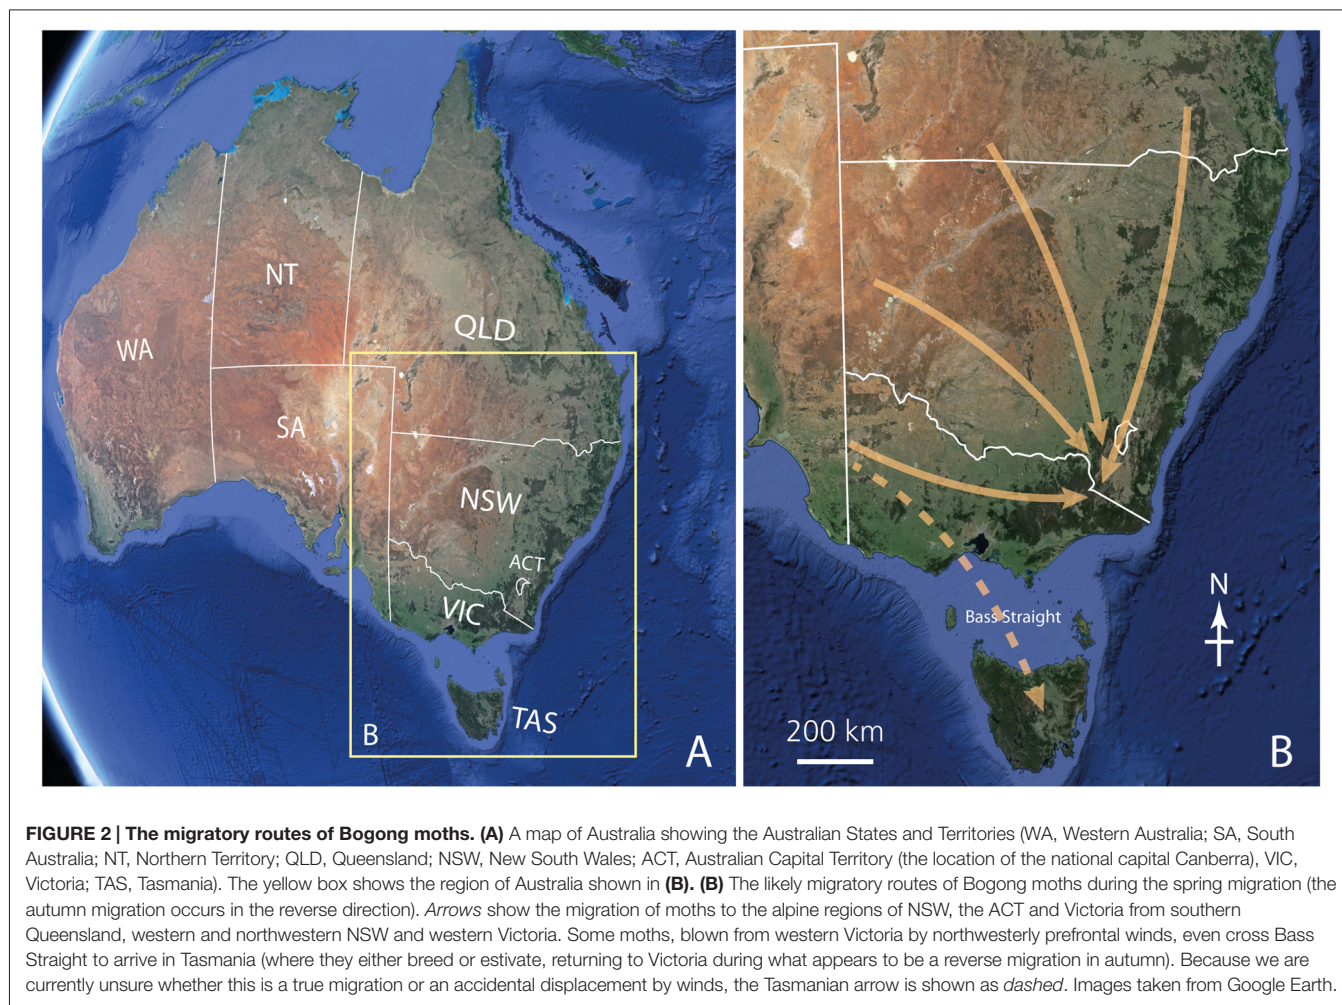 NT
WA
QLD
SA
NSW
ACT
VIC
TAS
B
A
Bass Straight
N
200 km
B
FIGURE 2 | The migratory routes of Bogong moths. (A) A map of Australia showing the Australian States and Territories (WA, Western Australia; SA, South
Australia; NT, Northern Territory; QLD, Queensland; NSW, New South Wales; ACT, Australian Capital Territory (the location of the national capital Canberra), VIC,
Victoria; TAS, Tasmania). The yellow box shows the region of Australia shown in (B). (B) The likely migratory routes of Bogong moths during the spring migration (the
autumn migration occurs in the reverse direction). Arrows show the migration of moths to the alpine regions of NSW, the ACT and Victoria from southern
Queensland, western and northwestern NSW and western Victoria. Some moths, blown from western Victoria by northwesterly prefrontal winds, even cross Bass
Straight to arrive in Tasmania (where they either breed or estivate, returning to Victoria during what appears to be a reverse migration in autumn). Because we are
currently unsure whether this is a true migration or an accidental displacement by winds, the Tasmanian arrow is shown as dashed. Images taken from Google Earth.